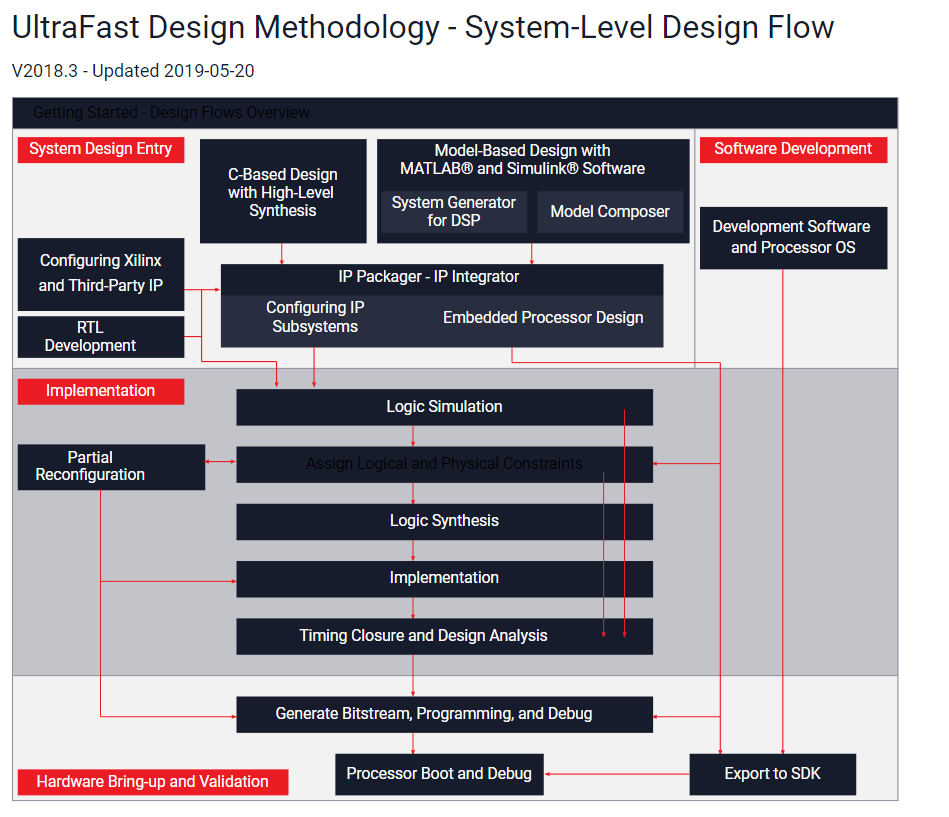 UltraFast Design Methodology - System-Level Design Flow
V2018.3 - Updated 2019-05-20
Getting Started - Design Flows Overview
System Design Entry
C-Based Design
with High-Level
Synthesis
Model-Based Design with
MATLAB® and Simulink® Software
System Generator
for DSP
Model Composer
Software Development
Development Software
and Processor OS
Configuring Xilinx
and Third-Party IP
RTL
Development
IP Packager - IP Integrator
Configuring IP
Subsystems
Embedded Processor Design
Implementation
Logic Simulation
Partial
Reconfiguration
Assign Logical and Physical Constraints
Logic Synthesis
Implementation
Timing Closure and Design Analysis
Generate Bitstream, Programming, and Debug
Hardware Bring-up and Validation
Processor Boot and Debug
Export to SDK